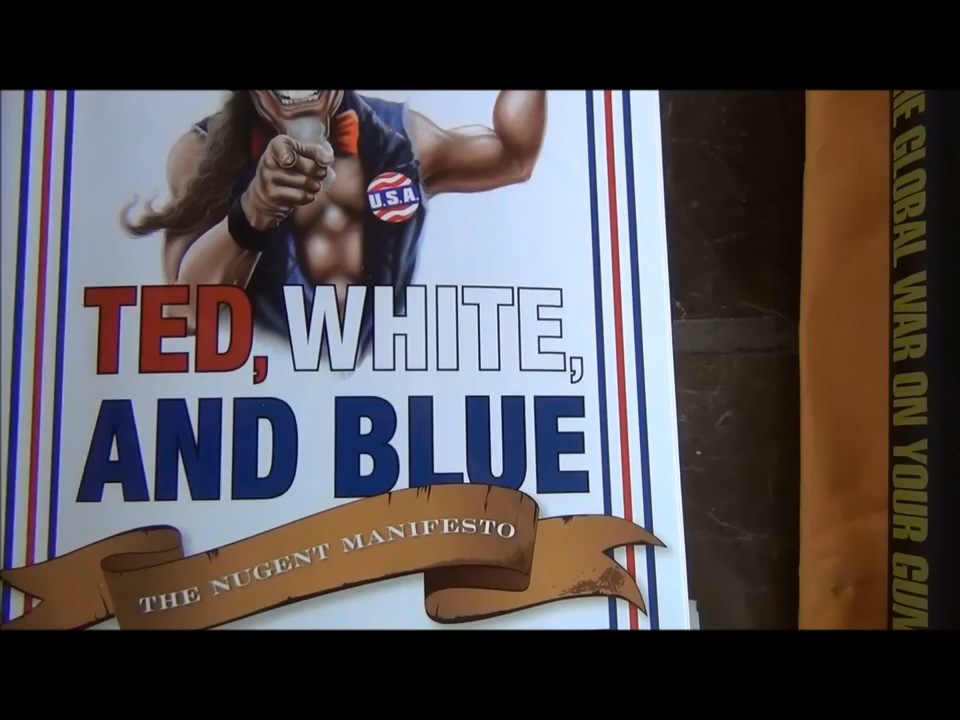 U.S.A.
TED, WHITE,
AND BLUE
THE NUGENT MANIFESTO
GLOBAL WAR ON YOUR